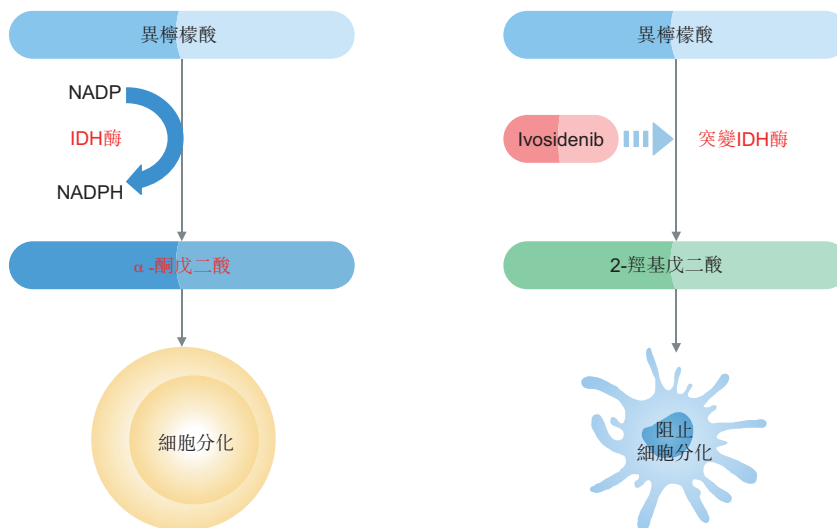 異檸檬酸
NADP
IDH酶
NADPH
α-酮戊二酸
細胞分化
異檸檬酸
Ivosidenib
突變IDH酶
2-羥基戊二酸
阻止
細胞分化